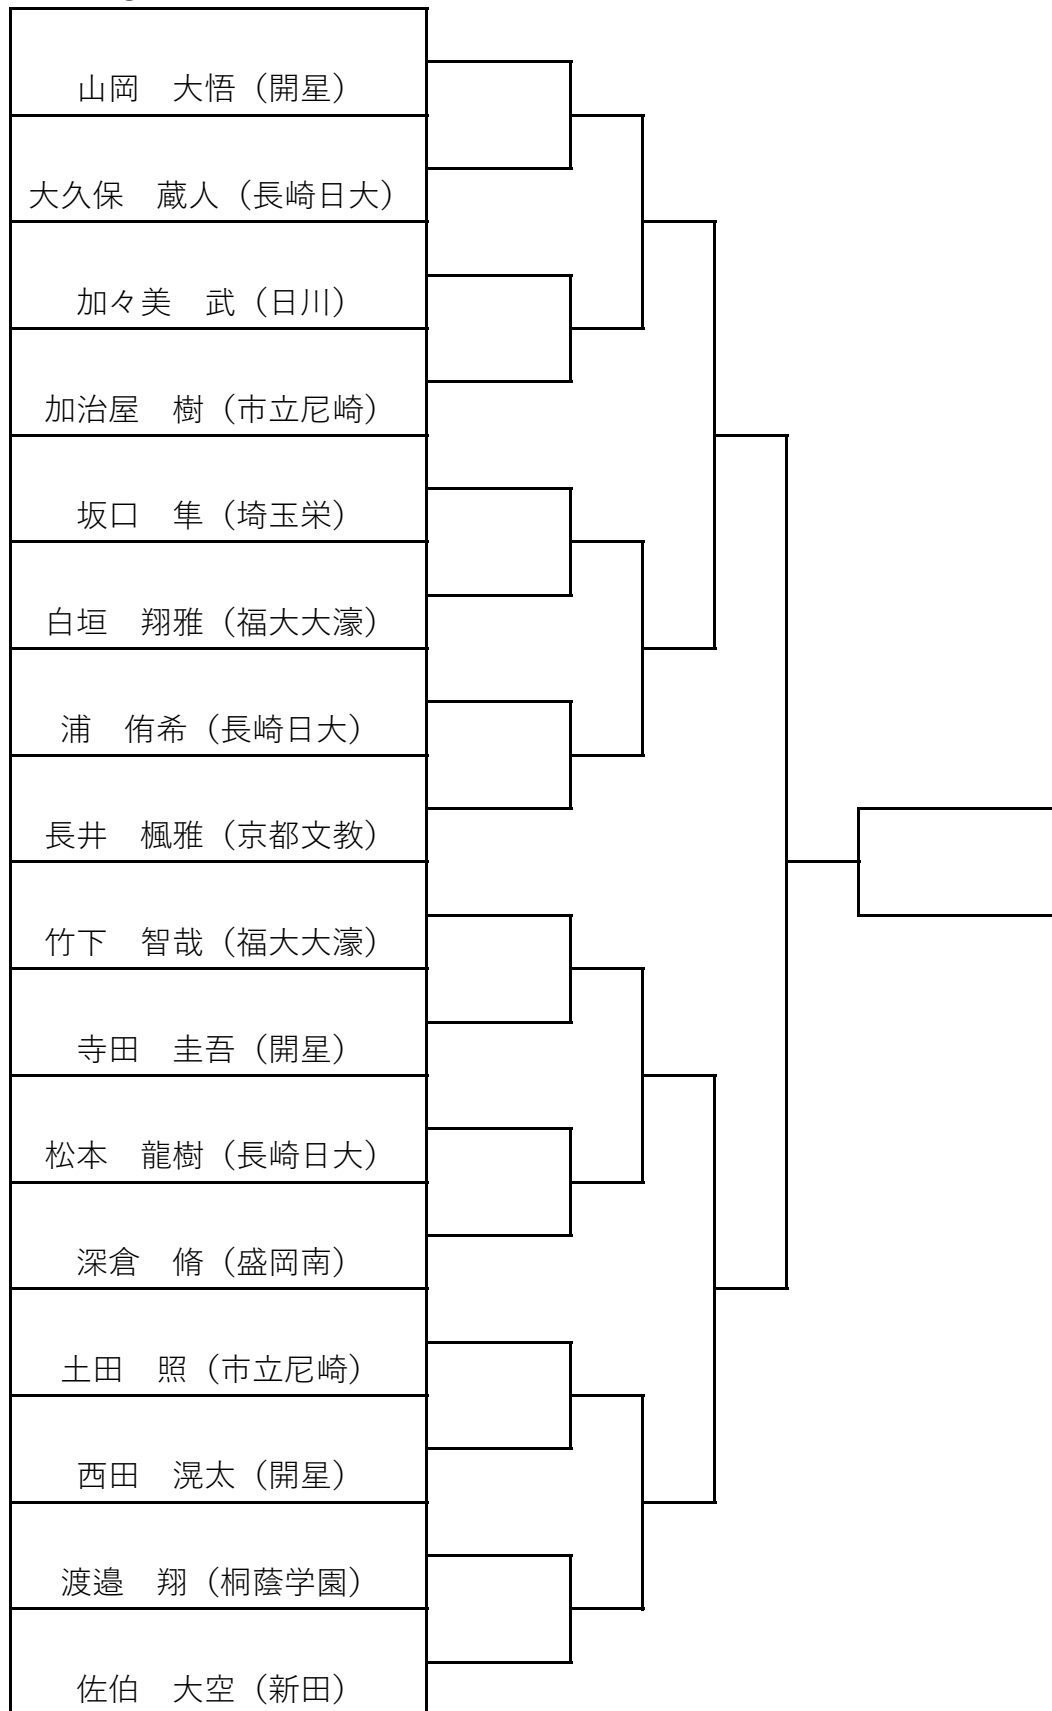 山岡　大悟（開星）
大久保　蔵人（長崎日大）
加々美　武（日川）
加治屋　樹（市立尼崎）
坂口　隼（埼玉栄）
白垣　翔雅（福大大濠）
浦　侑希（長崎日大）
長井　楓雅（京都文教）
竹下　智哉（福大大濠）
寺田　圭吾（開星）
松本　龍樹（長崎日大）
深倉　脩（盛岡南）
土田　照（市立尼崎）
西田　滉太（開星）
渡邉　翔（桐蔭学園）
佐伯　大空（新田）